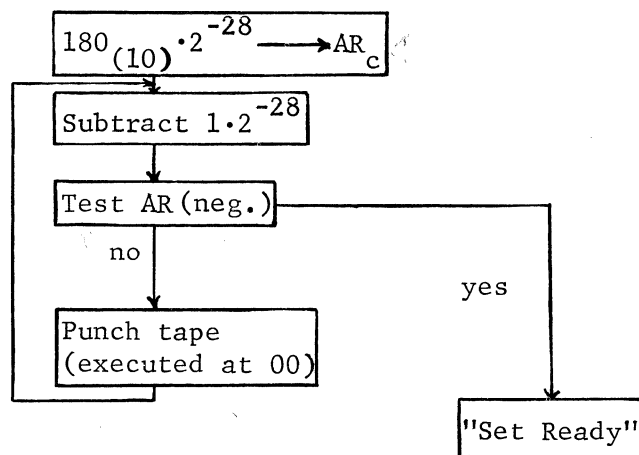 180(10)·2^-28 ⟶ AR_c
Subtract 1·2^-28
Test AR(neg.)
no
yes
Punch tape
(executed at 00)
"Set Ready"